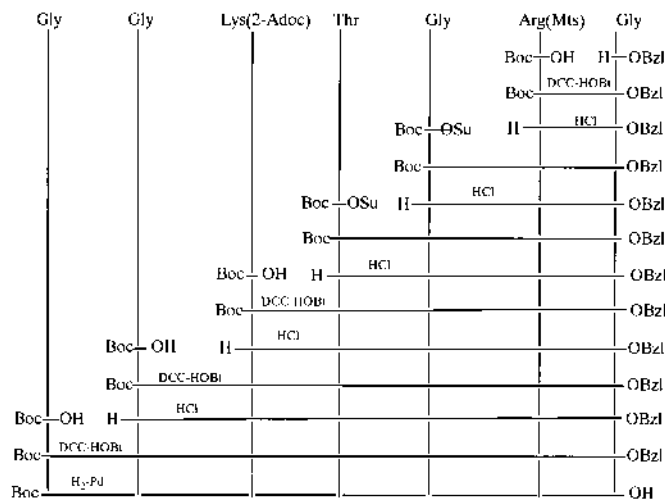 Gly Gly Lys(2-Adoc) Thr Gly Arg(Mts) Gly
Boc OH H OBzl
Boc DCC-HOBt OBzl
Boc OSu H HCl OBzl
Boc OBzl
Boc OSu H HCl OBzl
Boc OBzl
Boc OH H HCl OBzl
Boc DCC-HOBt OBzl
Boc OH H HCl OBzl
Boc DCC-HOBt OBzl
Boc OH H HCl OBzl
Boc DCC-HOBt OBzl
Boc H₂-Pd OH